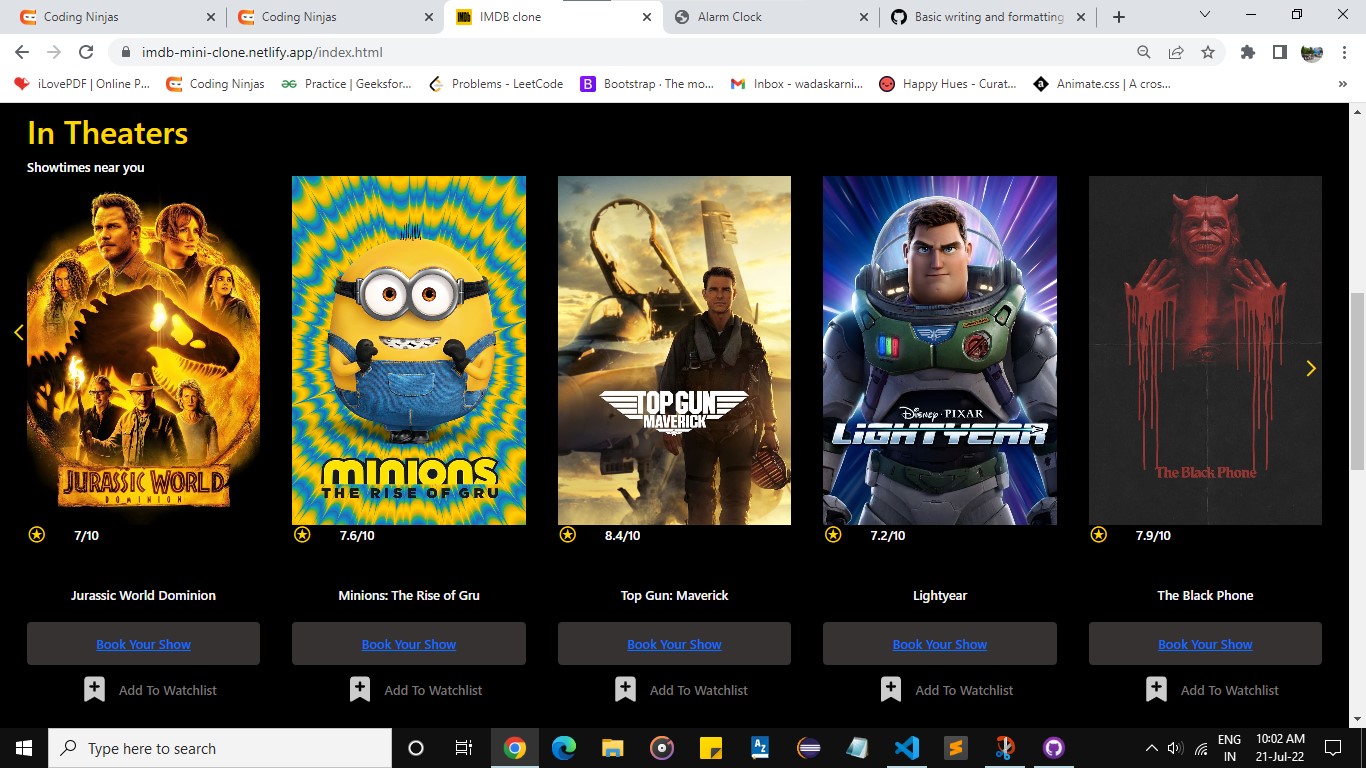 Coding Ninjas
Coding Ninjas
IMDb
IMDB clone
Alarm Clock
Basic writing and formatting
imdb-mini-clone.netlify.app/index.html
iLovePDF | Online P...
Coding Ninjas
Practice | Geeksfor...
Problems - LeetCode
B
Bootstrap · The mo...
Inbox - wadaskarni...
Happy Hues - Curat...
a
Animate.css | A cros...
»
In Theaters
Showtimes near you
JURASSIC WORLD
DOMINION
MINIONS
THE RISE OF GRU
TOP GUN
MAVERICK
Disney · PIXAR
LIGHTYEAR
The Black Phone
7/10
7.6/10
8.4/10
7.2/10
7.9/10
Jurassic World Dominion
Minions: The Rise of Gru
Top Gun: Maverick
Lightyear
The Black Phone
Book Your Show
Book Your Show
Book Your Show
Book Your Show
Book Your Show
Add To Watchlist
Add To Watchlist
Add To Watchlist
Add To Watchlist
Add To Watchlist
Type here to search
A Z
S
ENG
IN
10:02 AM
21-Jul-22